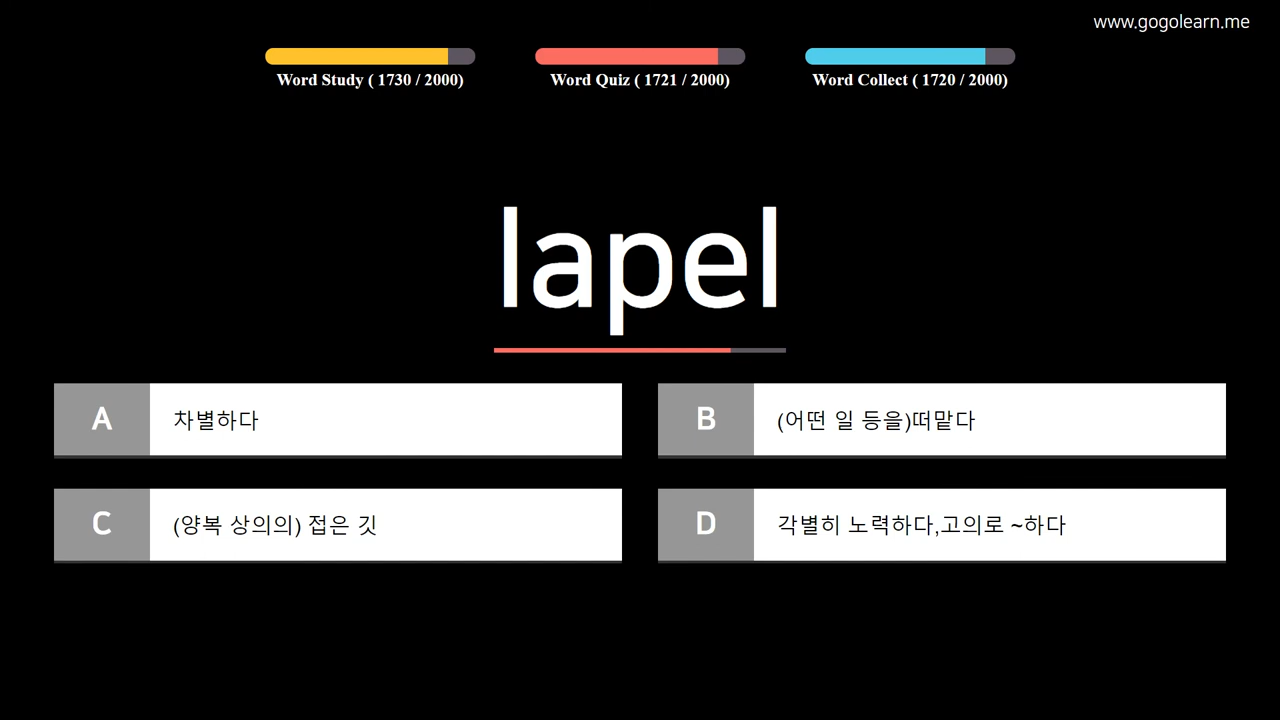 www.gogolearn.me
Word Study ( 1730 / 2000)
Word Quiz ( 1721 / 2000)
Word Collect ( 1720 / 2000)
lapel
A 차별하다
B (어떤 일 등을)떠맡다
C (양복 상의의) 접은 깃
D 각별히 노력하다,고의로 ~하다